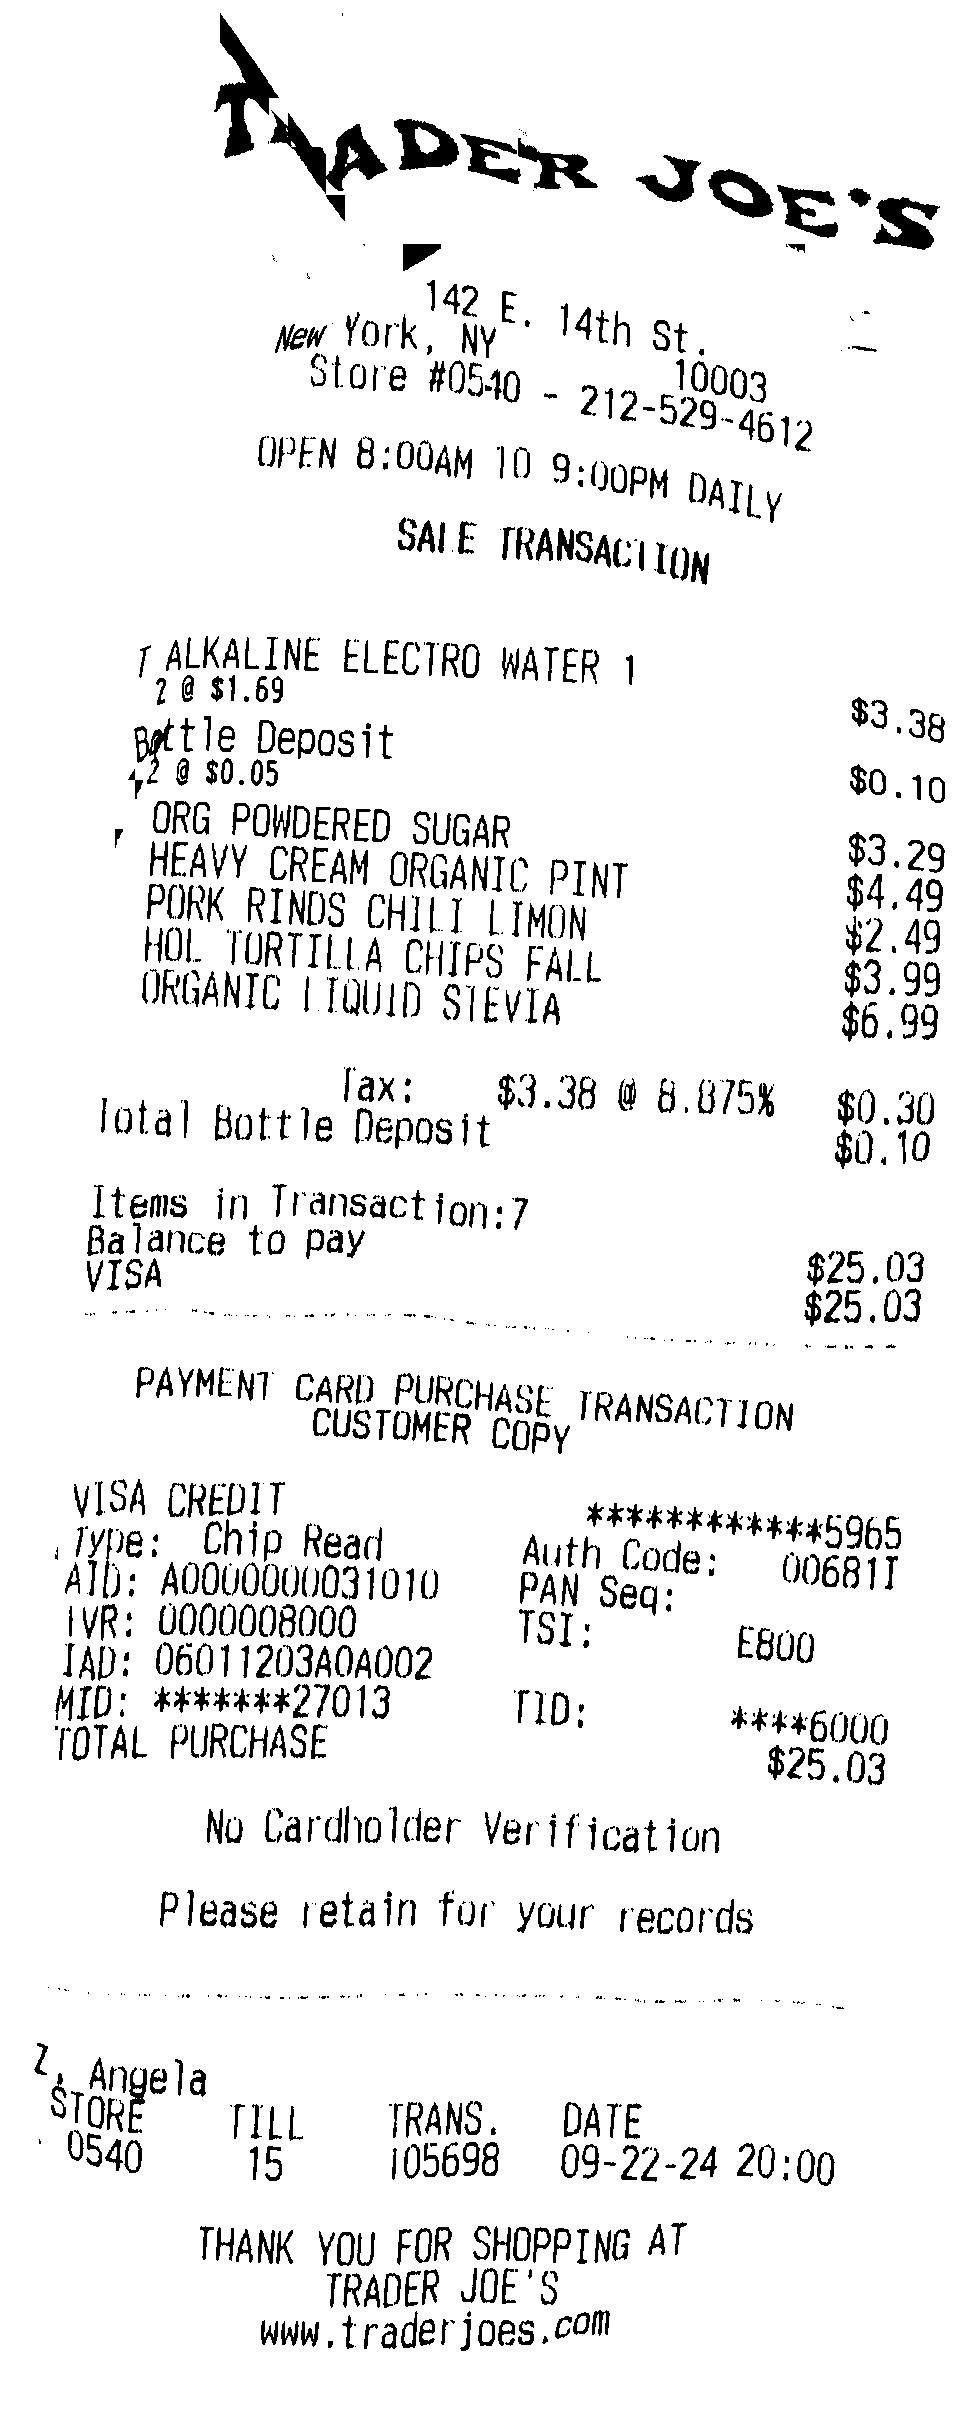 TRADER JOE'S
142 E. 14th St.
New York, NY 10003
Store #0540 - 212-529-4612
OPEN 8:00AM TO 9:00PM DAILY
SALE TRANSACTION
T ALKALINE ELECTRO WATER 1
2 @ $1.69 $3.38
Bottle Deposit
2 @ $0.05 $0.10
ORG POWDERED SUGAR $3.29
HEAVY CREAM ORGANIC PINT $4.49
PORK RINDS CHILI LIMON $2.49
HOL TORTILLA CHIPS FALL $3.99
ORGANIC LIQUID STEVIA $6.99
Tax: $3.38 @ 8.875% $0.30
Total Bottle Deposit $0.10
Items in Transaction:7
Balance to pay $25.03
VISA $25.03
PAYMENT CARD PURCHASE TRANSACTION
CUSTOMER COPY
VISA CREDIT ************5965
Type: Chip Read Auth Code: 00681I
AID: A0000000031010 PAN Seq:
TVR: 0000008000 TSI: E800
IAD: 06011203A0A002
MID: *******27013 TID: ****6000
TOTAL PURCHASE $25.03
No Cardholder Verification
Please retain for your records
Z, Angela
STORE TILL TRANS. DATE
0540 15 105698 09-22-24 20:00
THANK YOU FOR SHOPPING AT
TRADER JOE'S
www.traderjoes.com